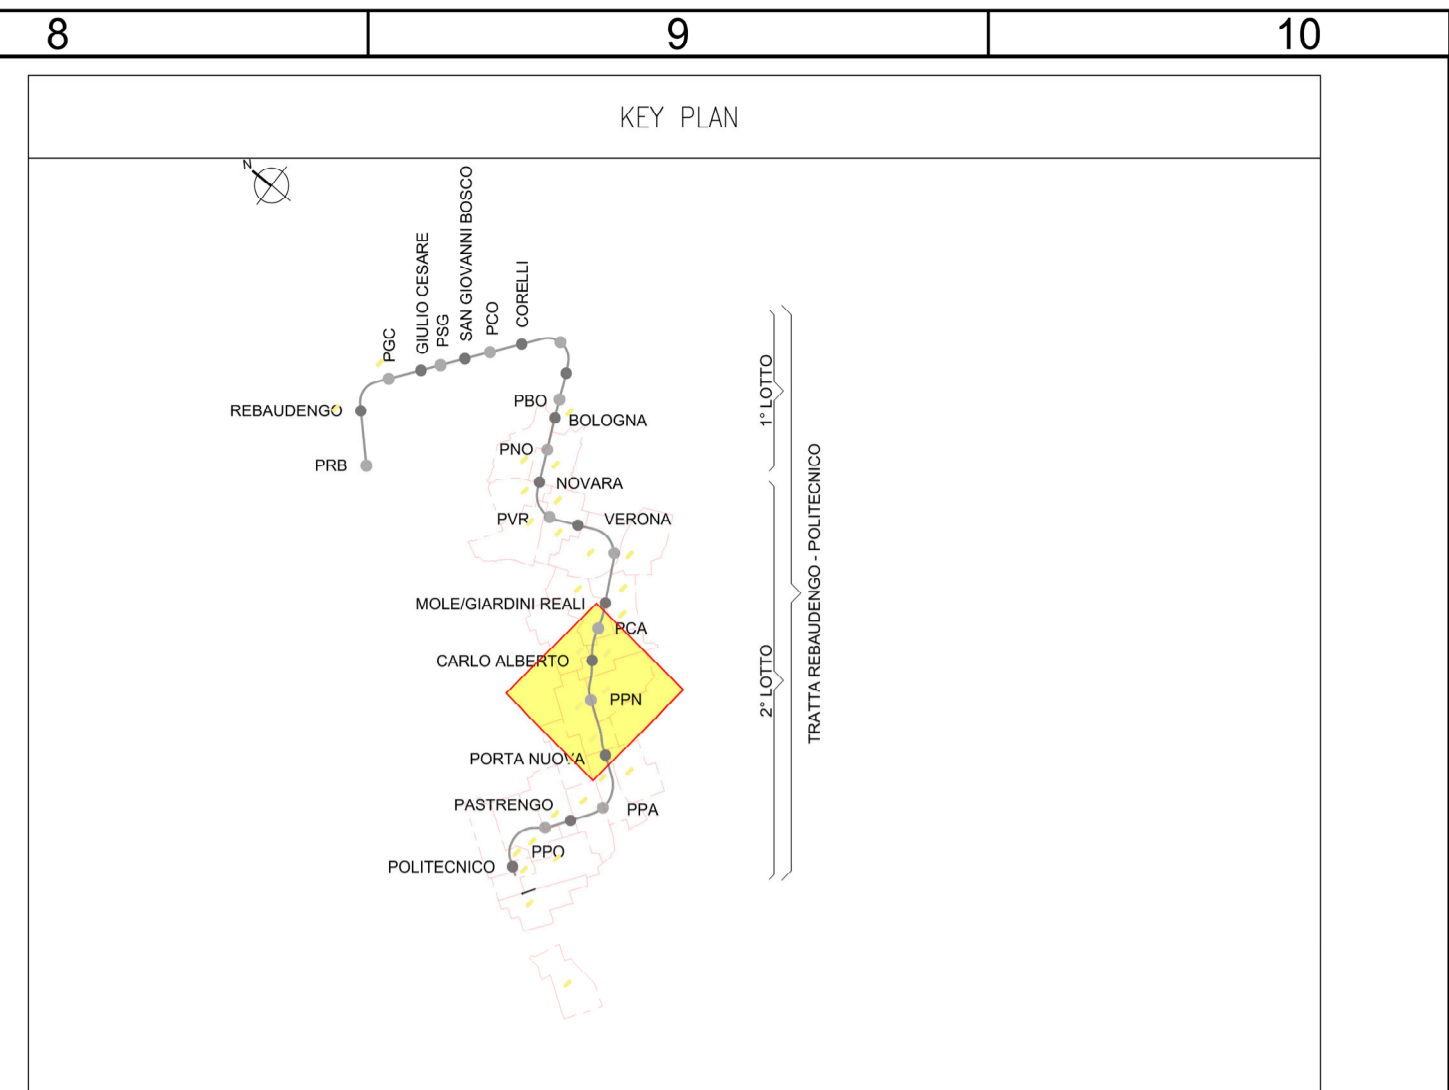 8
9
10
KEY PLAN
N
PGC
GIULIO CESARE
PSG
SAN GIOVANNI BOSCO
PCO
CORELLI
REBAUDENGO
PRB
PBO
BOLOGNA
PNO
NOVARA
PVR
VERONA
MOLE/GIARDINI REALI
PCA
CARLO ALBERTO
PPN
PORTA NUOVA
PASTRENGO
PPA
PPO
POLITECNICO
1° LOTTO
2° LOTTO
TRATTA REBAUDENGO - POLITECNICO